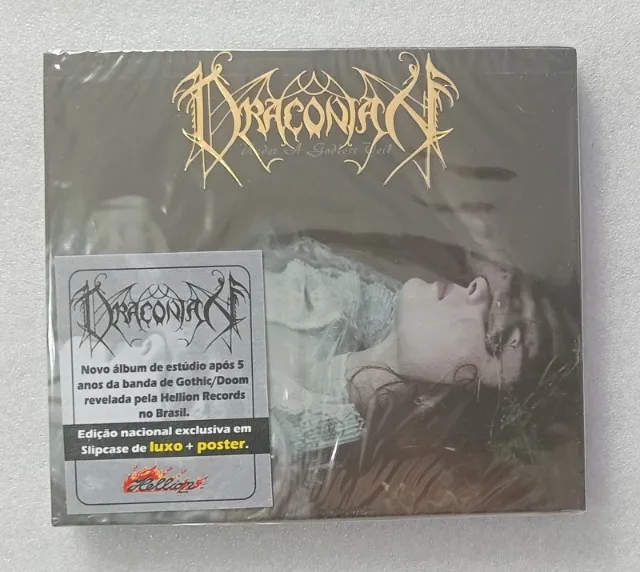 DRACONIAN
Under A Godless Veil
DRACONIAN
Novo álbum de estúdio após 5
anos da banda de Gothic/Doom
revelada pela Hellion Records
no Brasil.
Edição nacional exclusiva em
Slipcase de luxo + poster.
Hellion